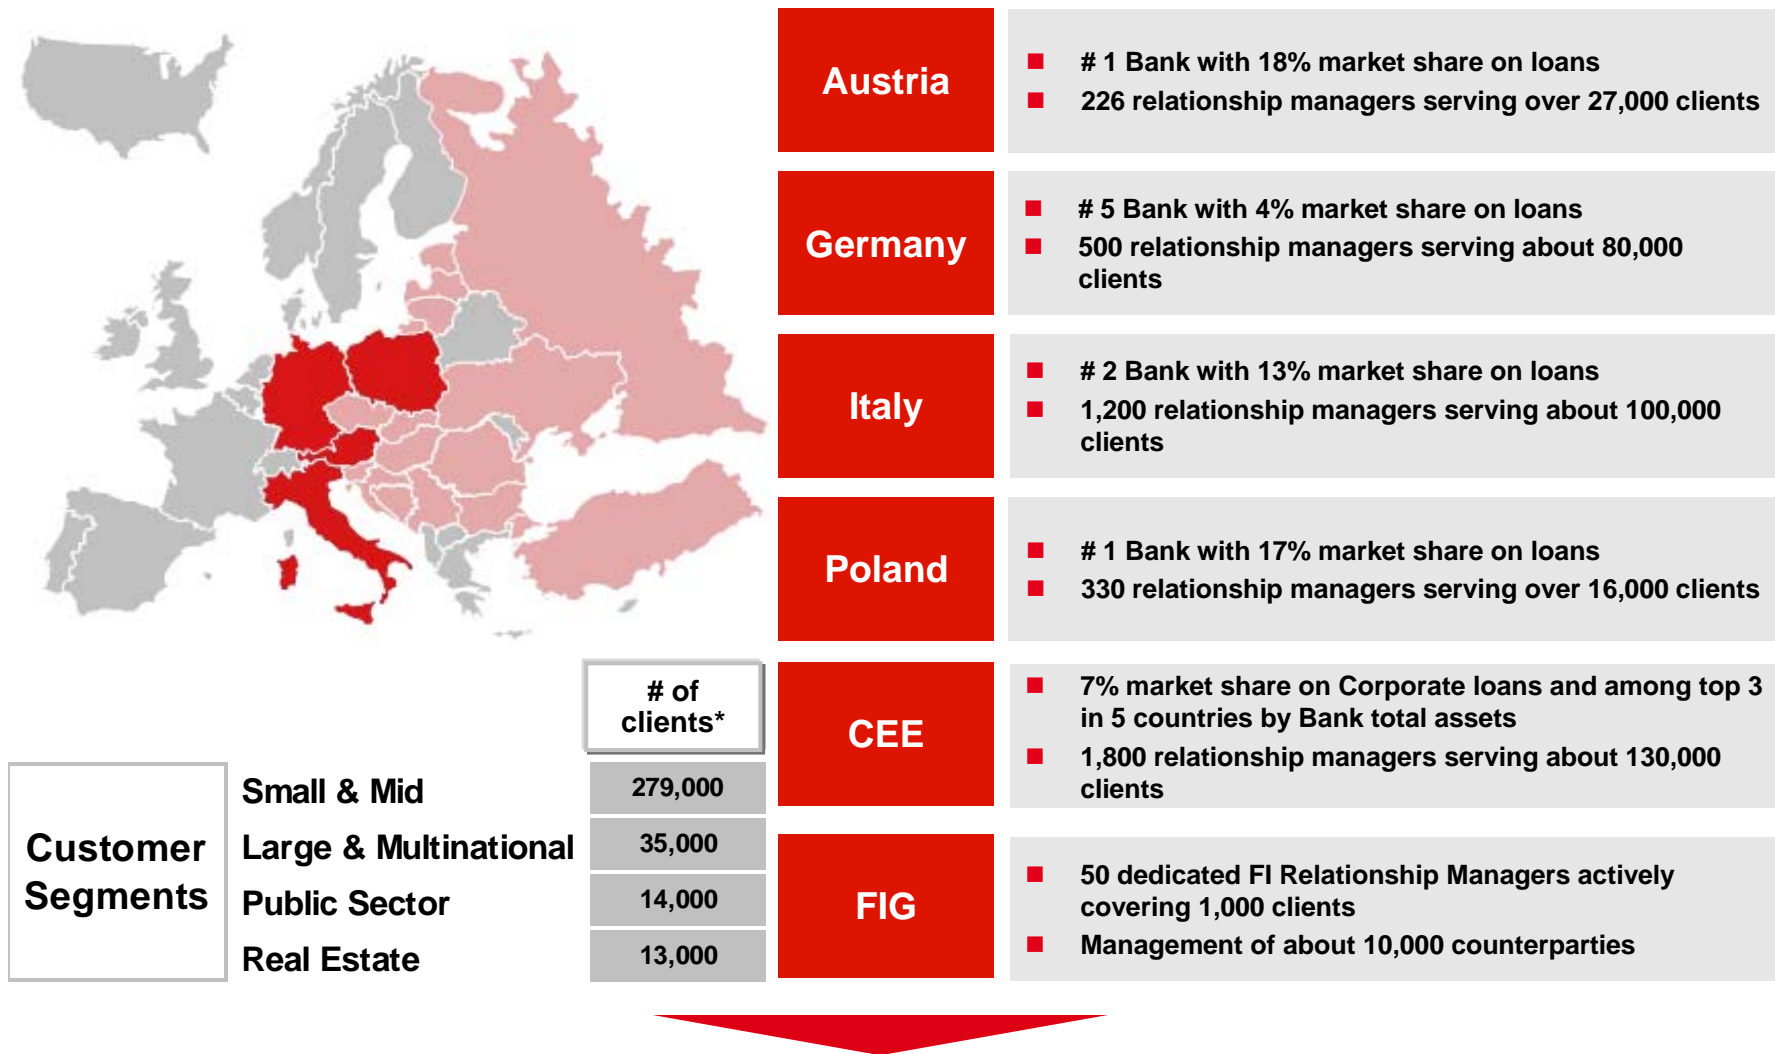 Austria
# 1 Bank with 18% market share on loans
226 relationship managers serving over 27,000 clients
Germany
# 5 Bank with 4% market share on loans
500 relationship managers serving about 80,000
clients
Italy
# 2 Bank with 13% market share on loans
1,200 relationship managers serving about 100,000
clients
Poland
# 1 Bank with 17% market share on loans
330 relationship managers serving over 16,000 clients
CEE
7% market share on Corporate loans and among top 3
in 5 countries by Bank total assets
1,800 relationship managers serving about 130,000
clients
FIG
50 dedicated FI Relationship Managers actively
covering 1,000 clients
Management of about 10,000 counterparties
# of
clients*
Customer
Segments
Small & Mid 279,000
Large & Multinational 35,000
Public Sector 14,000
Real Estate 13,000